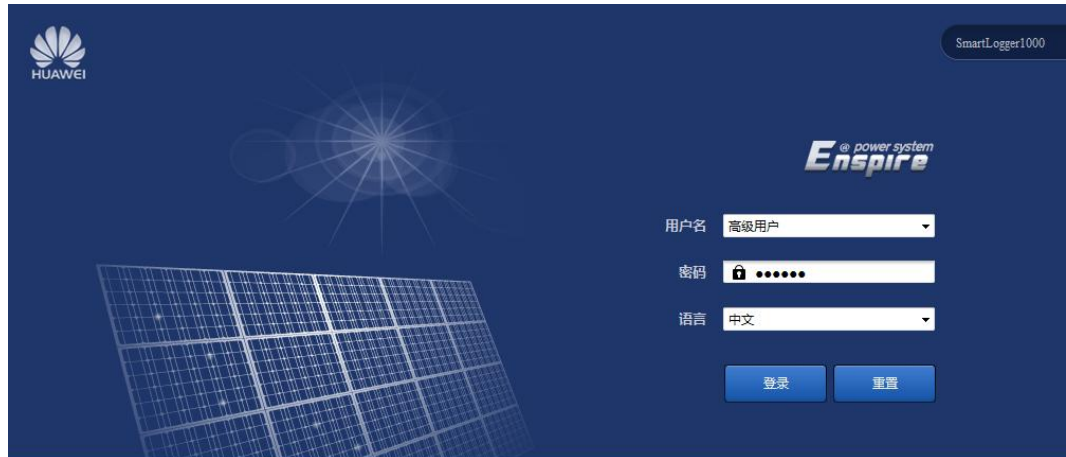 HUAWEI
SmartLogger1000
Enspire @ power system
用户名 高级用户
密码 ●●●●●●
语言 中文
登录 重置